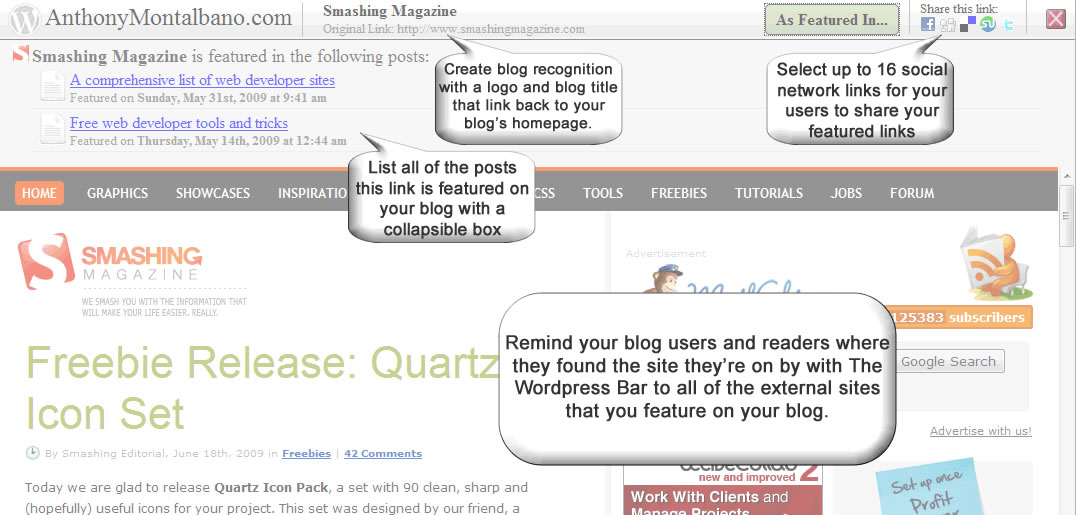 AnthonyMontalbano.com
Smashing Magazine
Original Link: http://www.smashingmagazine.com
As Featured In...
Share this link:
Smashing Magazine is featured in the following posts:
A comprehensive list of web developer sites
Featured on Sunday, May 31st, 2009 at 9:41 am
Free web developer tools and tricks
Featured on Thursday, May 14th, 2009 at 12:44 am
Create blog recognition
with a logo and blog title
that link back to your
blog's homepage.
Select up to 16 social
network links for your
users to share your
featured links
List all of the posts
this link is featured on
your blog with a
collapsible box
HOME GRAPHICS SHOWCASES INSPIRATIO CSS TOOLS FREEBIES TUTORIALS JOBS FORUM
SMASHING
MAGAZINE
WE SMASH YOU WITH THE INFORMATION THAT
WILL MAKE YOUR LIFE EASIER. REALLY.
Advertisement
125383 subscribers
Remind your blog users and readers where
they found the site they're on by with The
Wordpress Bar to all of the external sites
that you feature on your blog.
Google Search
Advertise with us!
Freebie Release: Quartz
Icon Set
By Smashing Editorial, June 18th, 2009 in Freebies | 42 Comments
Today we are glad to release Quartz Icon Pack, a set with 90 clean, sharp and
(hopefully) useful icons for your project. This set was designed by our friend, a
2
new and improved
Work With Clients and
Manage Projects
Set up once
Profit